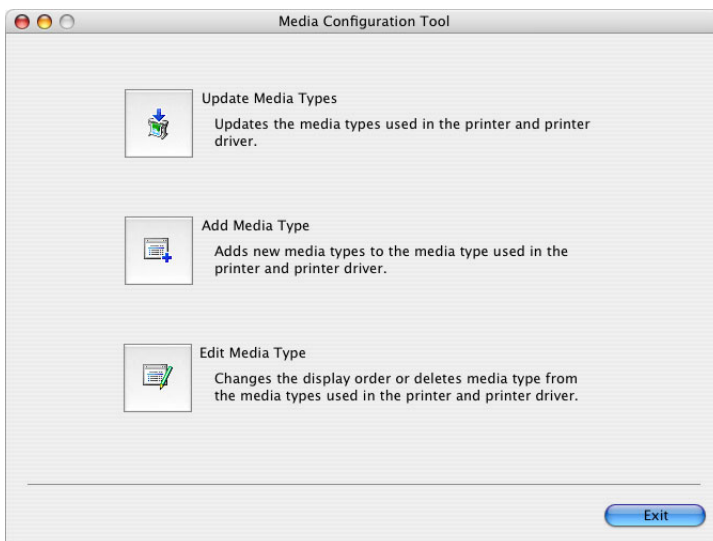 Media Configuration Tool
Update Media Types
Updates the media types used in the printer and printer
driver.
Add Media Type
Adds new media types to the media type used in the
printer and printer driver.
Edit Media Type
Changes the display order or deletes media type from
the media types used in the printer and printer driver.
Exit